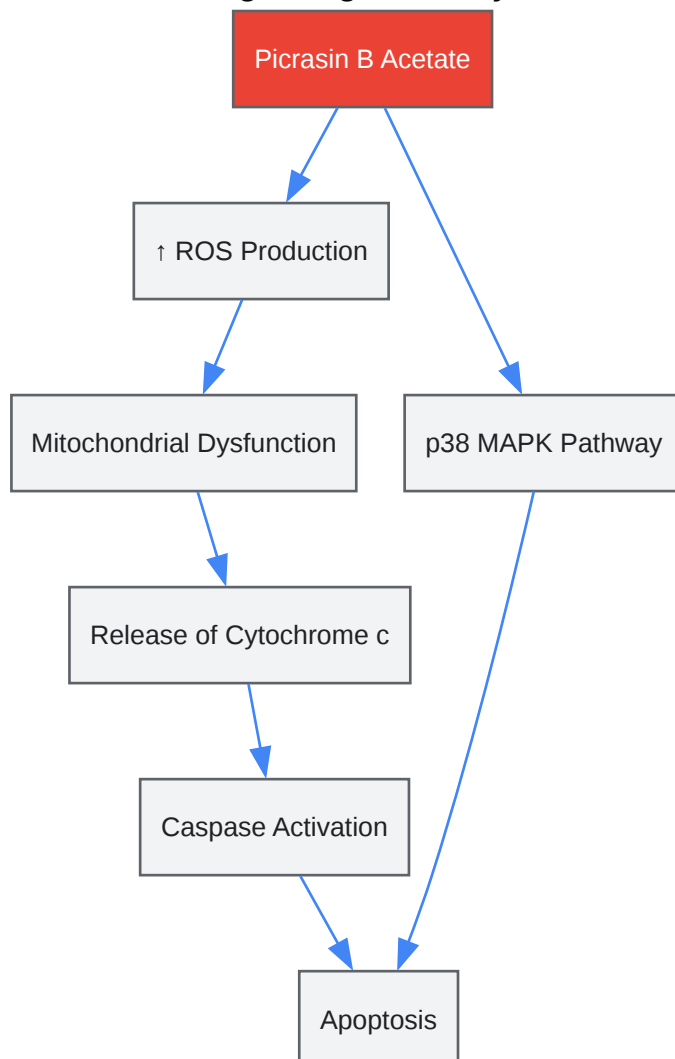 Picrasin B Acetate
↑ ROS Production
Mitochondrial Dysfunction
p38 MAPK Pathway
Release of Cytochrome c
Caspase Activation
Apoptosis